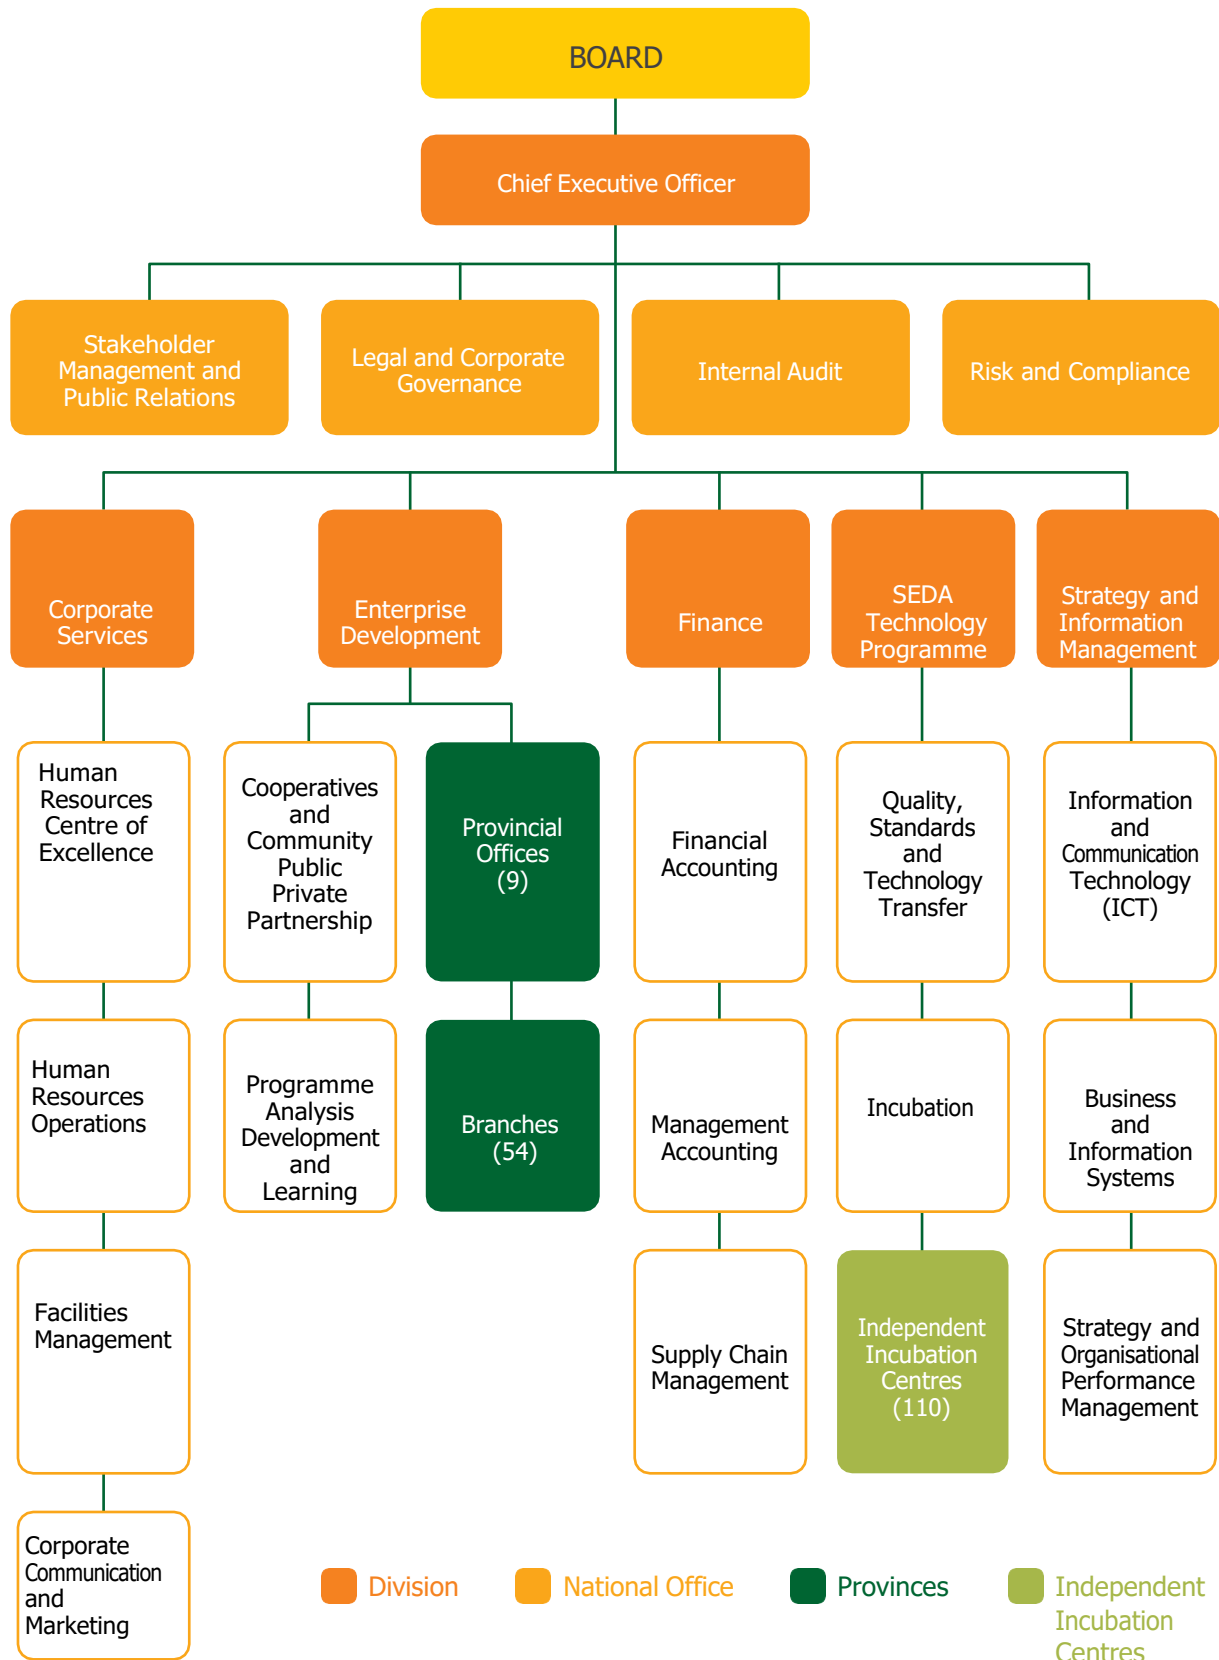 BOARD
Chief Executive Officer
Stakeholder
Management and
Public Relations
Legal and Corporate
Governance
Internal Audit
Risk and Compliance
Corporate
Services
Enterprise
Development
Finance
SEDA
Technology
Programme
Strategy and
Information
Management
Human
Resources
Centre of
Excellence
Cooperatives
and
Community
Public
Private
Partnership
Provincial
Offices
(9)
Financial
Accounting
Quality,
Standards
and
Technology
Transfer
Information
and
Communication
Technology
(ICT)
Human
Resources
Operations
Programme
Analysis
Development
and
Learning
Branches
(54)
Management
Accounting
Incubation
Business
and
Information
Systems
Facilities
Management
Supply Chain
Management
Independent
Incubation
Centres
(110)
Strategy and
Organisational
Performance
Management
Corporate
Communication
and
Marketing
Division
National Office
Provinces
Independent
Incubation
Centres